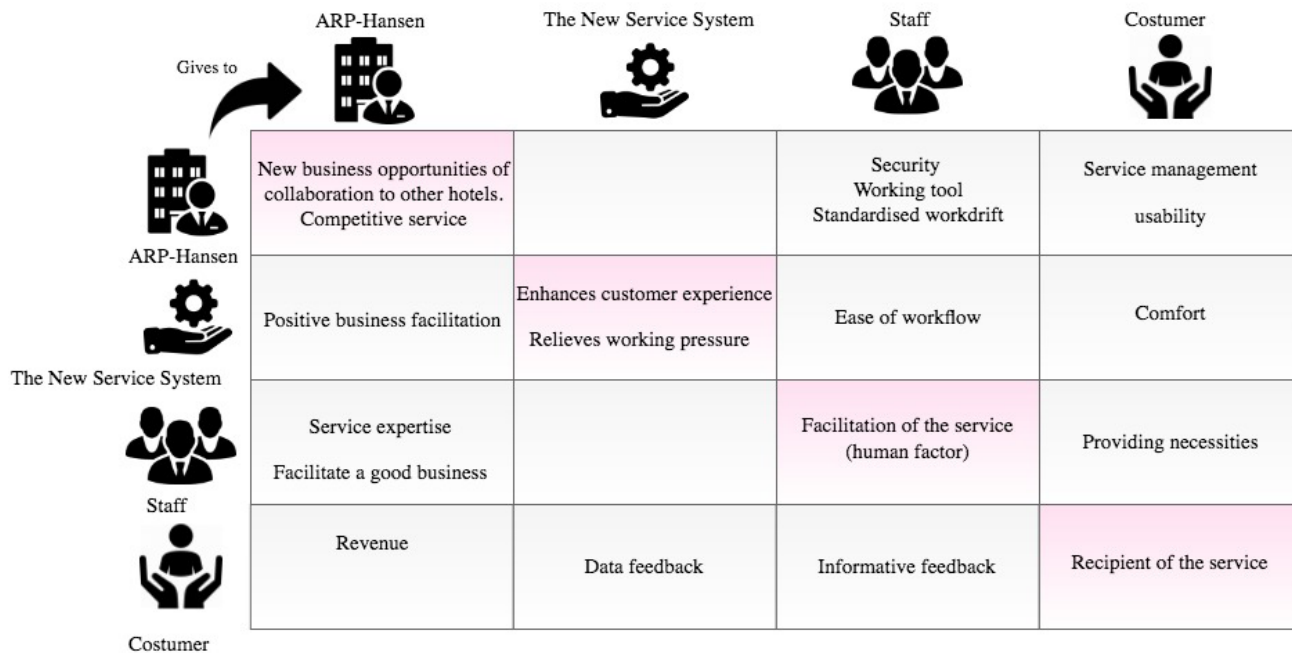 ARP-Hansen
The New Service System
Staff
Costumer
Gives to
New business opportunities of
collaboration to other hotels.
Competitive service
Security
Working tool
Standardised workdrift
Service management
usability
ARP-Hansen
Positive business facilitation
Enhances customer experience
Relieves working pressure
Ease of workflow
Comfort
The New Service System
Service expertise
Facilitate a good business
Facilitation of the service
(human factor)
Providing necessities
Staff
Revenue
Data feedback
Informative feedback
Recipient of the service
Costumer